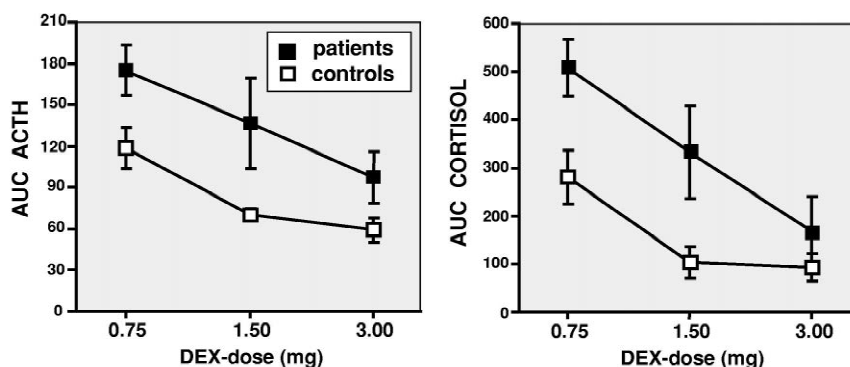 AUC ACTH
210
180
150
120
90
60
30
0
patients
controls
0.75 1.50 3.00
DEX-dose (mg)
AUC CORTISOL
600
500
400
300
200
100
0
0.75 1.50 3.00
DEX-dose (mg)